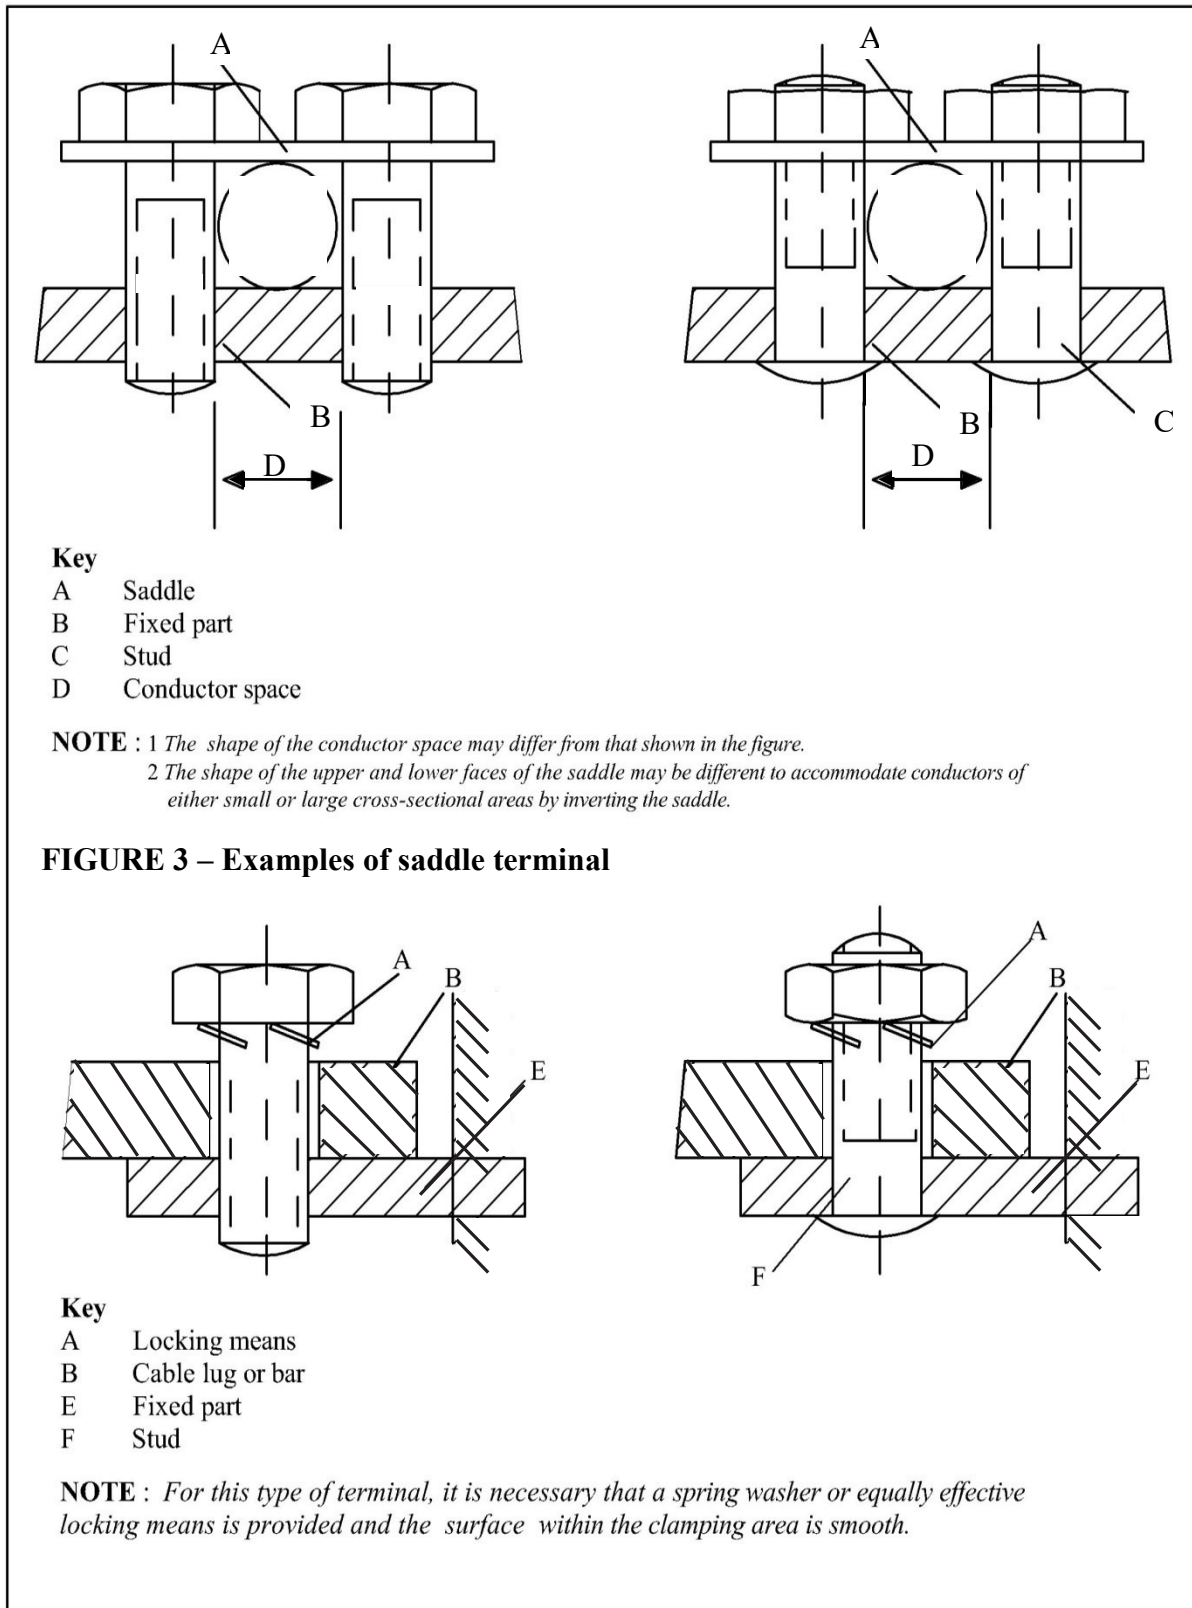 A
A
B
D
B
D
C
Key
A Saddle
B Fixed part
C Stud
D Conductor space
NOTE : 1 The shape of the conductor space may differ from that shown in the figure.
2 The shape of the upper and lower faces of the saddle may be different to accommodate conductors of
either small or large cross-sectional areas by inverting the saddle.
FIGURE 3 – Examples of saddle terminal
A
B
E
A
B
E
F
Key
A Locking means
B Cable lug or bar
E Fixed part
F Stud
NOTE : For this type of terminal, it is necessary that a spring washer or equally effective
locking means is provided and the surface within the clamping area is smooth.